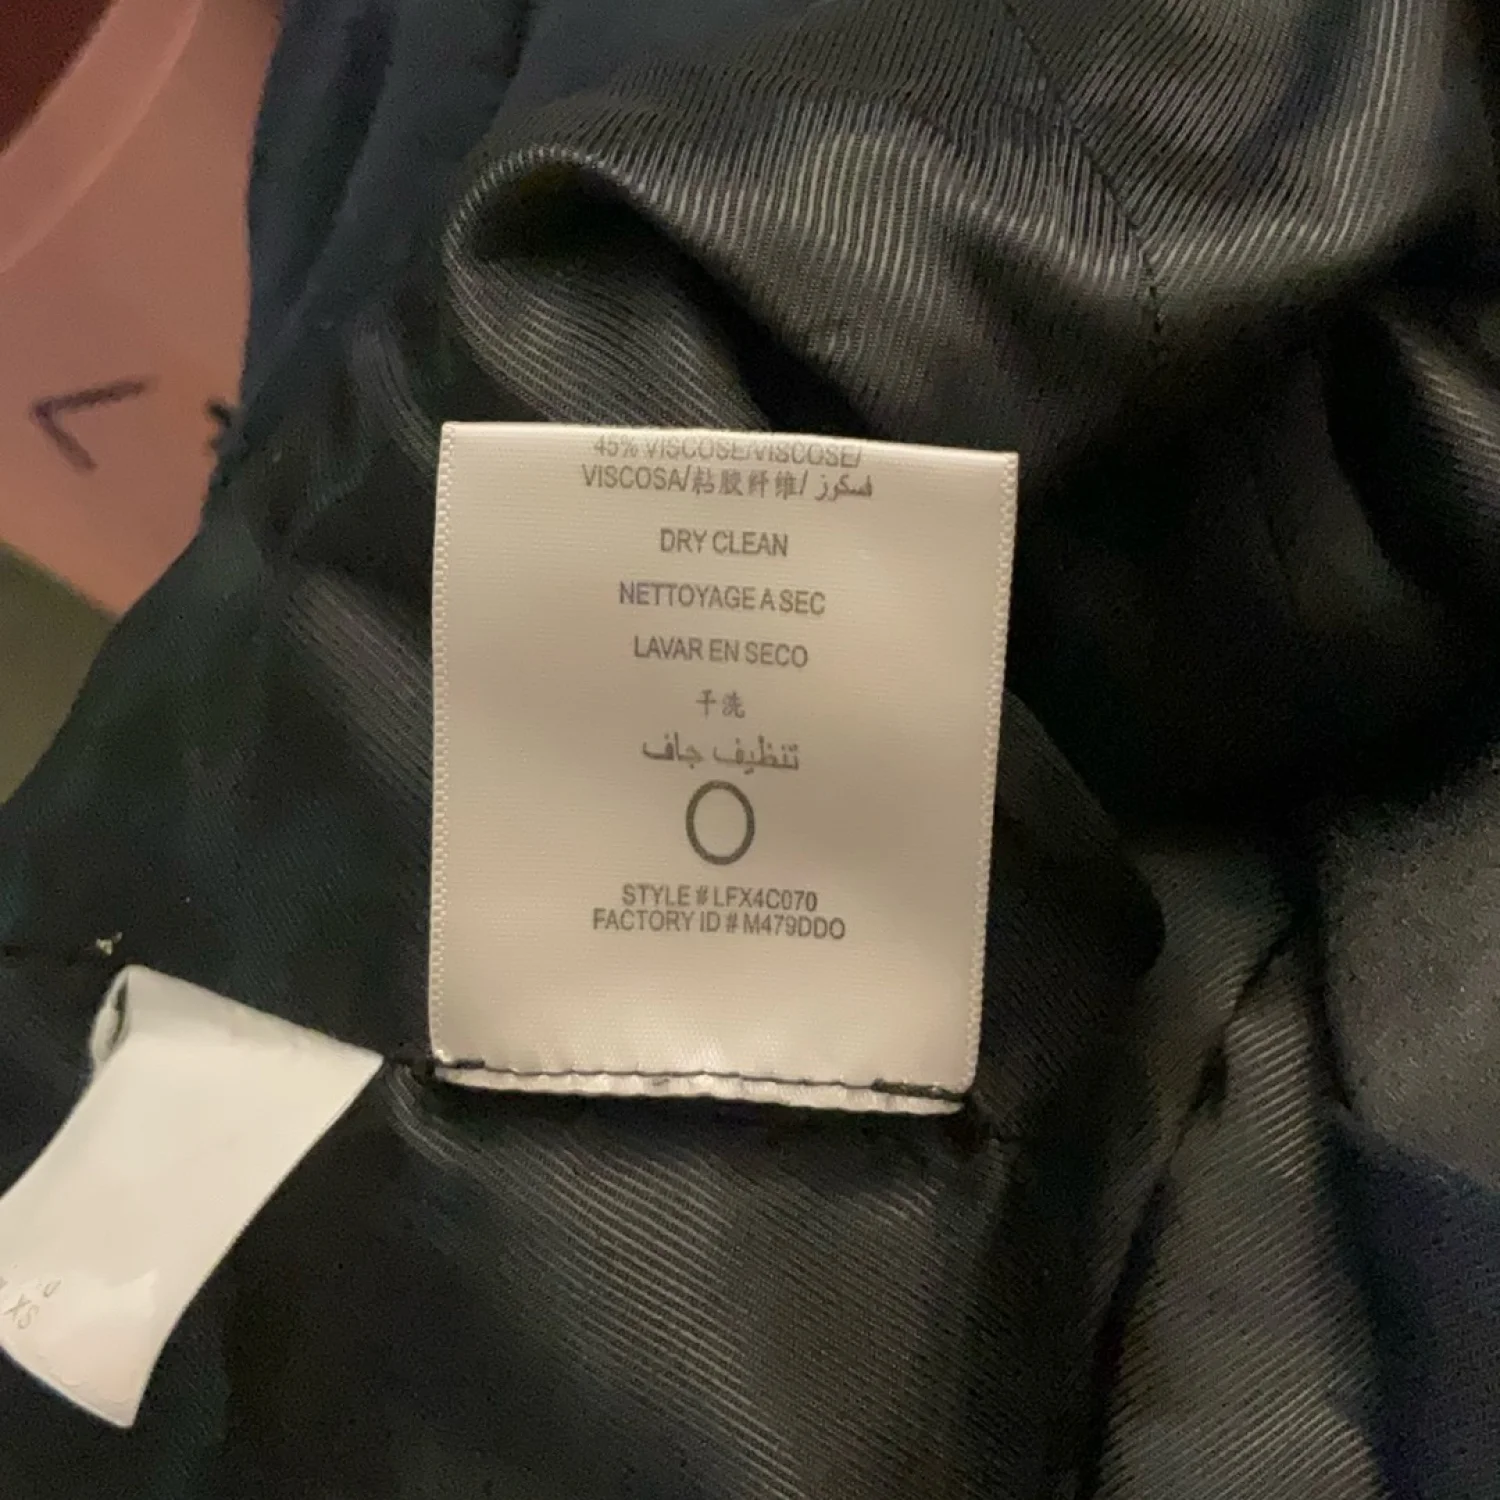 45% VISCOSE/VISCOSE/
VISCOSA/粘胶纤维/ فسكوز
DRY CLEAN
NETTOYAGE A SEC
LAVAR EN SECO
干洗
تنظيف جاف
STYLE # LFX4C070
FACTORY ID # M479DDO
XS